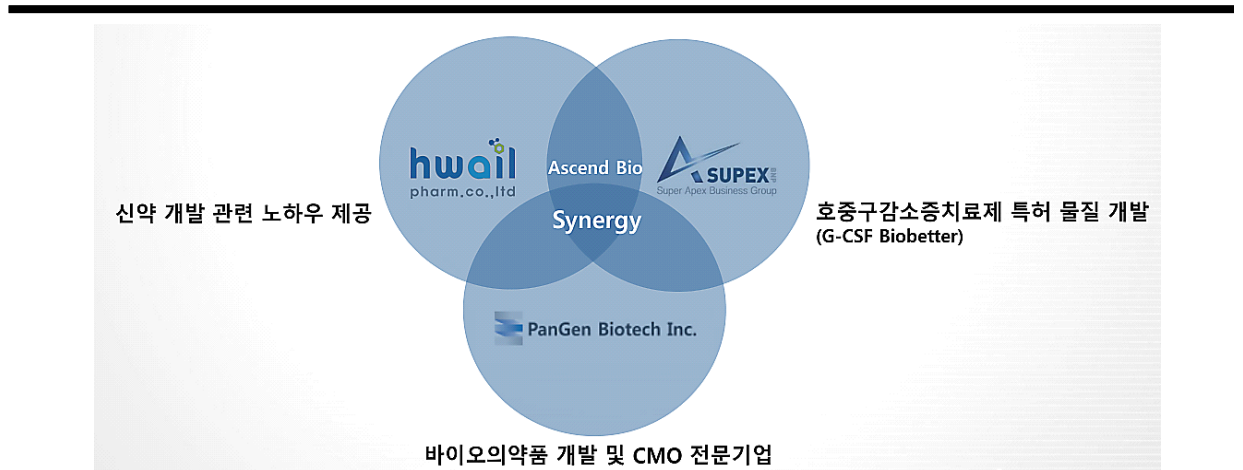 hwail
pharm.co.,ltd
Ascend Bio
SUPEX BNP
Super Apex Business Group
신약 개발 관련 노하우 제공
Synergy
호중구감소증치료제 특허 물질 개발
(G-CSF Biobetter)
PanGen Biotech Inc.
바이오의약품 개발 및 CMO 전문기업